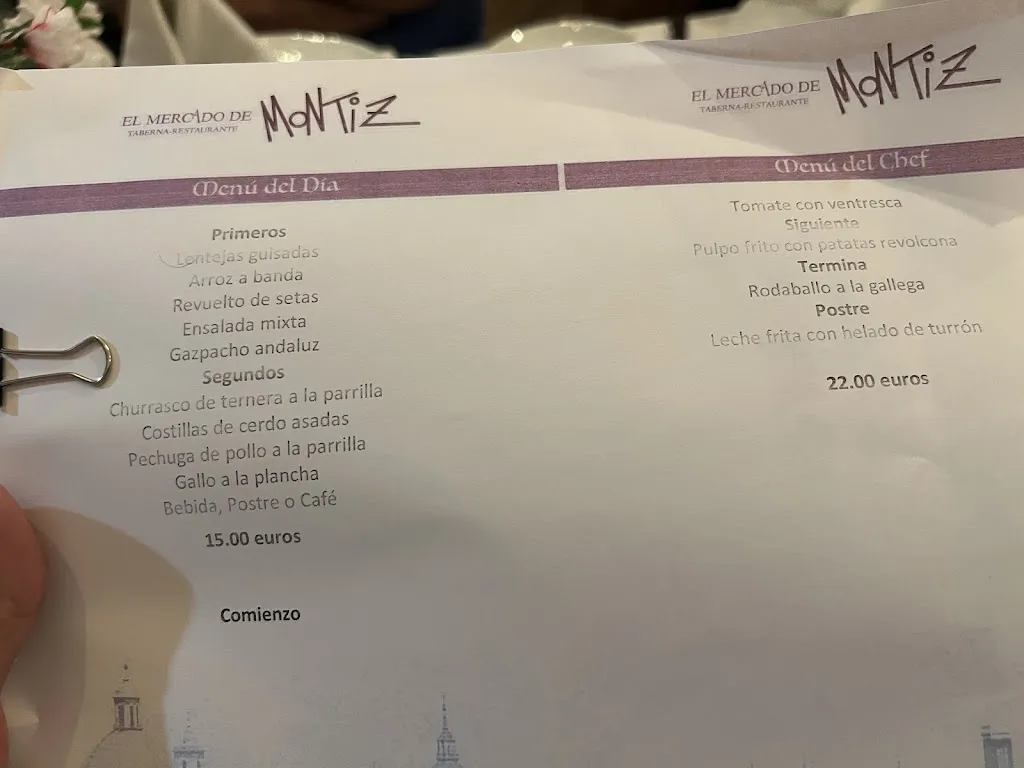 EL MERCADO DE MONTIZ
TABERNA-RESTAURANTE
Menú del Día
Primeros
Lentejas guisadas
Arroz a banda
Revuelto de setas
Ensalada mixta
Gazpacho andaluz
Segundos
Churrasco de ternera a la parrilla
Costillas de cerdo asadas
Pechuga de pollo a la parrilla
Gallo a la plancha
Bebida, Postre o Café
15.00 euros
Comienzo
EL MERCADO DE MONTIZ
TABERNA-RESTAURANTE
Menú del Chef
Tomate con ventresca
Siguiente
Pulpo frito con patatas revolcona
Termina
Rodaballo a la gallega
Postre
Leche frita con helado de turrón
22.00 euros